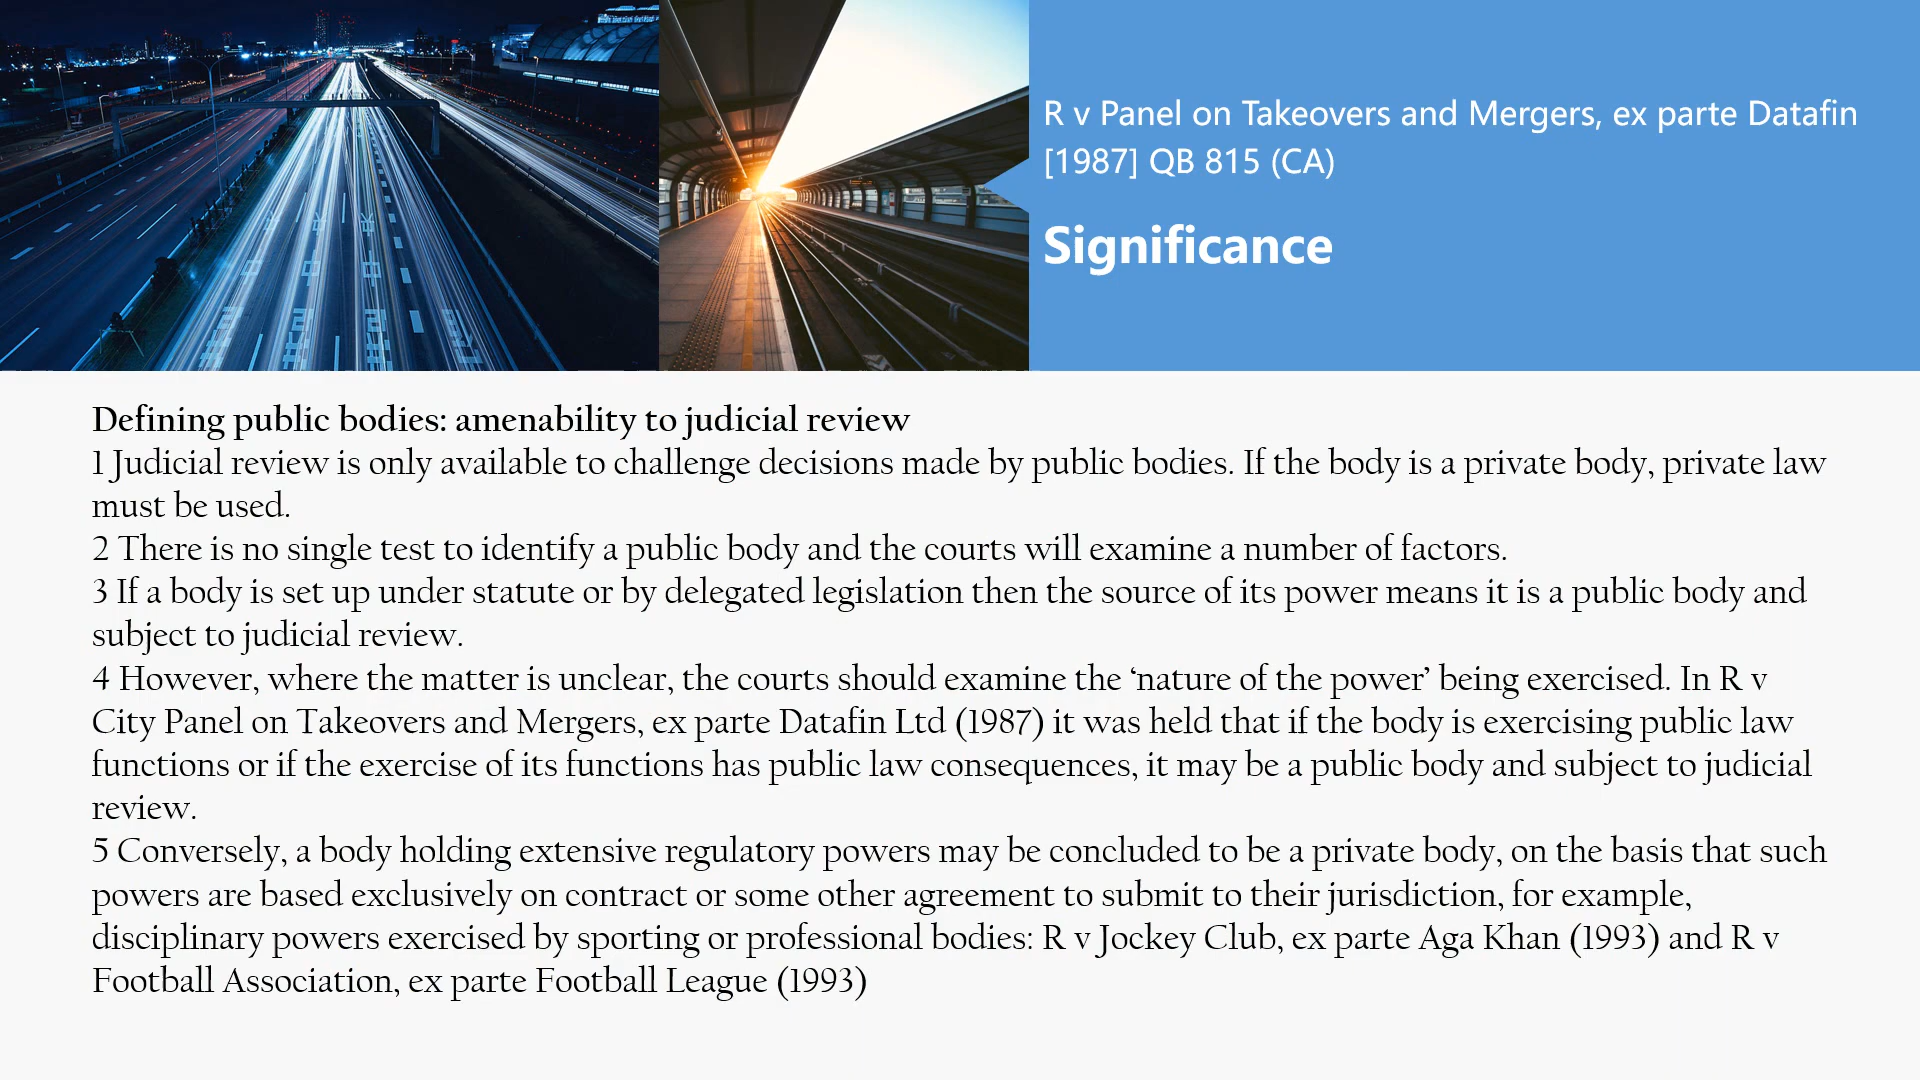 R v Panel on Takeovers and Mergers, ex parte Datafin
[1987] QB 815 (CA)
Significance
Defining public bodies: amenability to judicial review
1 Judicial review is only available to challenge decisions made by public bodies. If the body is a private body, private law
must be used.
2 There is no single test to identify a public body and the courts will examine a number of factors.
3 If a body is set up under statute or by delegated legislation then the source of its power means it is a public body and
subject to judicial review.
4 However, where the matter is unclear, the courts should examine the ‘nature of the power’ being exercised. In R v
City Panel on Takeovers and Mergers, ex parte Datafin Ltd (1987) it was held that if the body is exercising public law
functions or if the exercise of its functions has public law consequences, it may be a public body and subject to judicial
review.
5 Conversely, a body holding extensive regulatory powers may be concluded to be a private body, on the basis that such
powers are based exclusively on contract or some other agreement to submit to their jurisdiction, for example,
disciplinary powers exercised by sporting or professional bodies: R v Jockey Club, ex parte Aga Khan (1993) and R v
Football Association, ex parte Football League (1993)